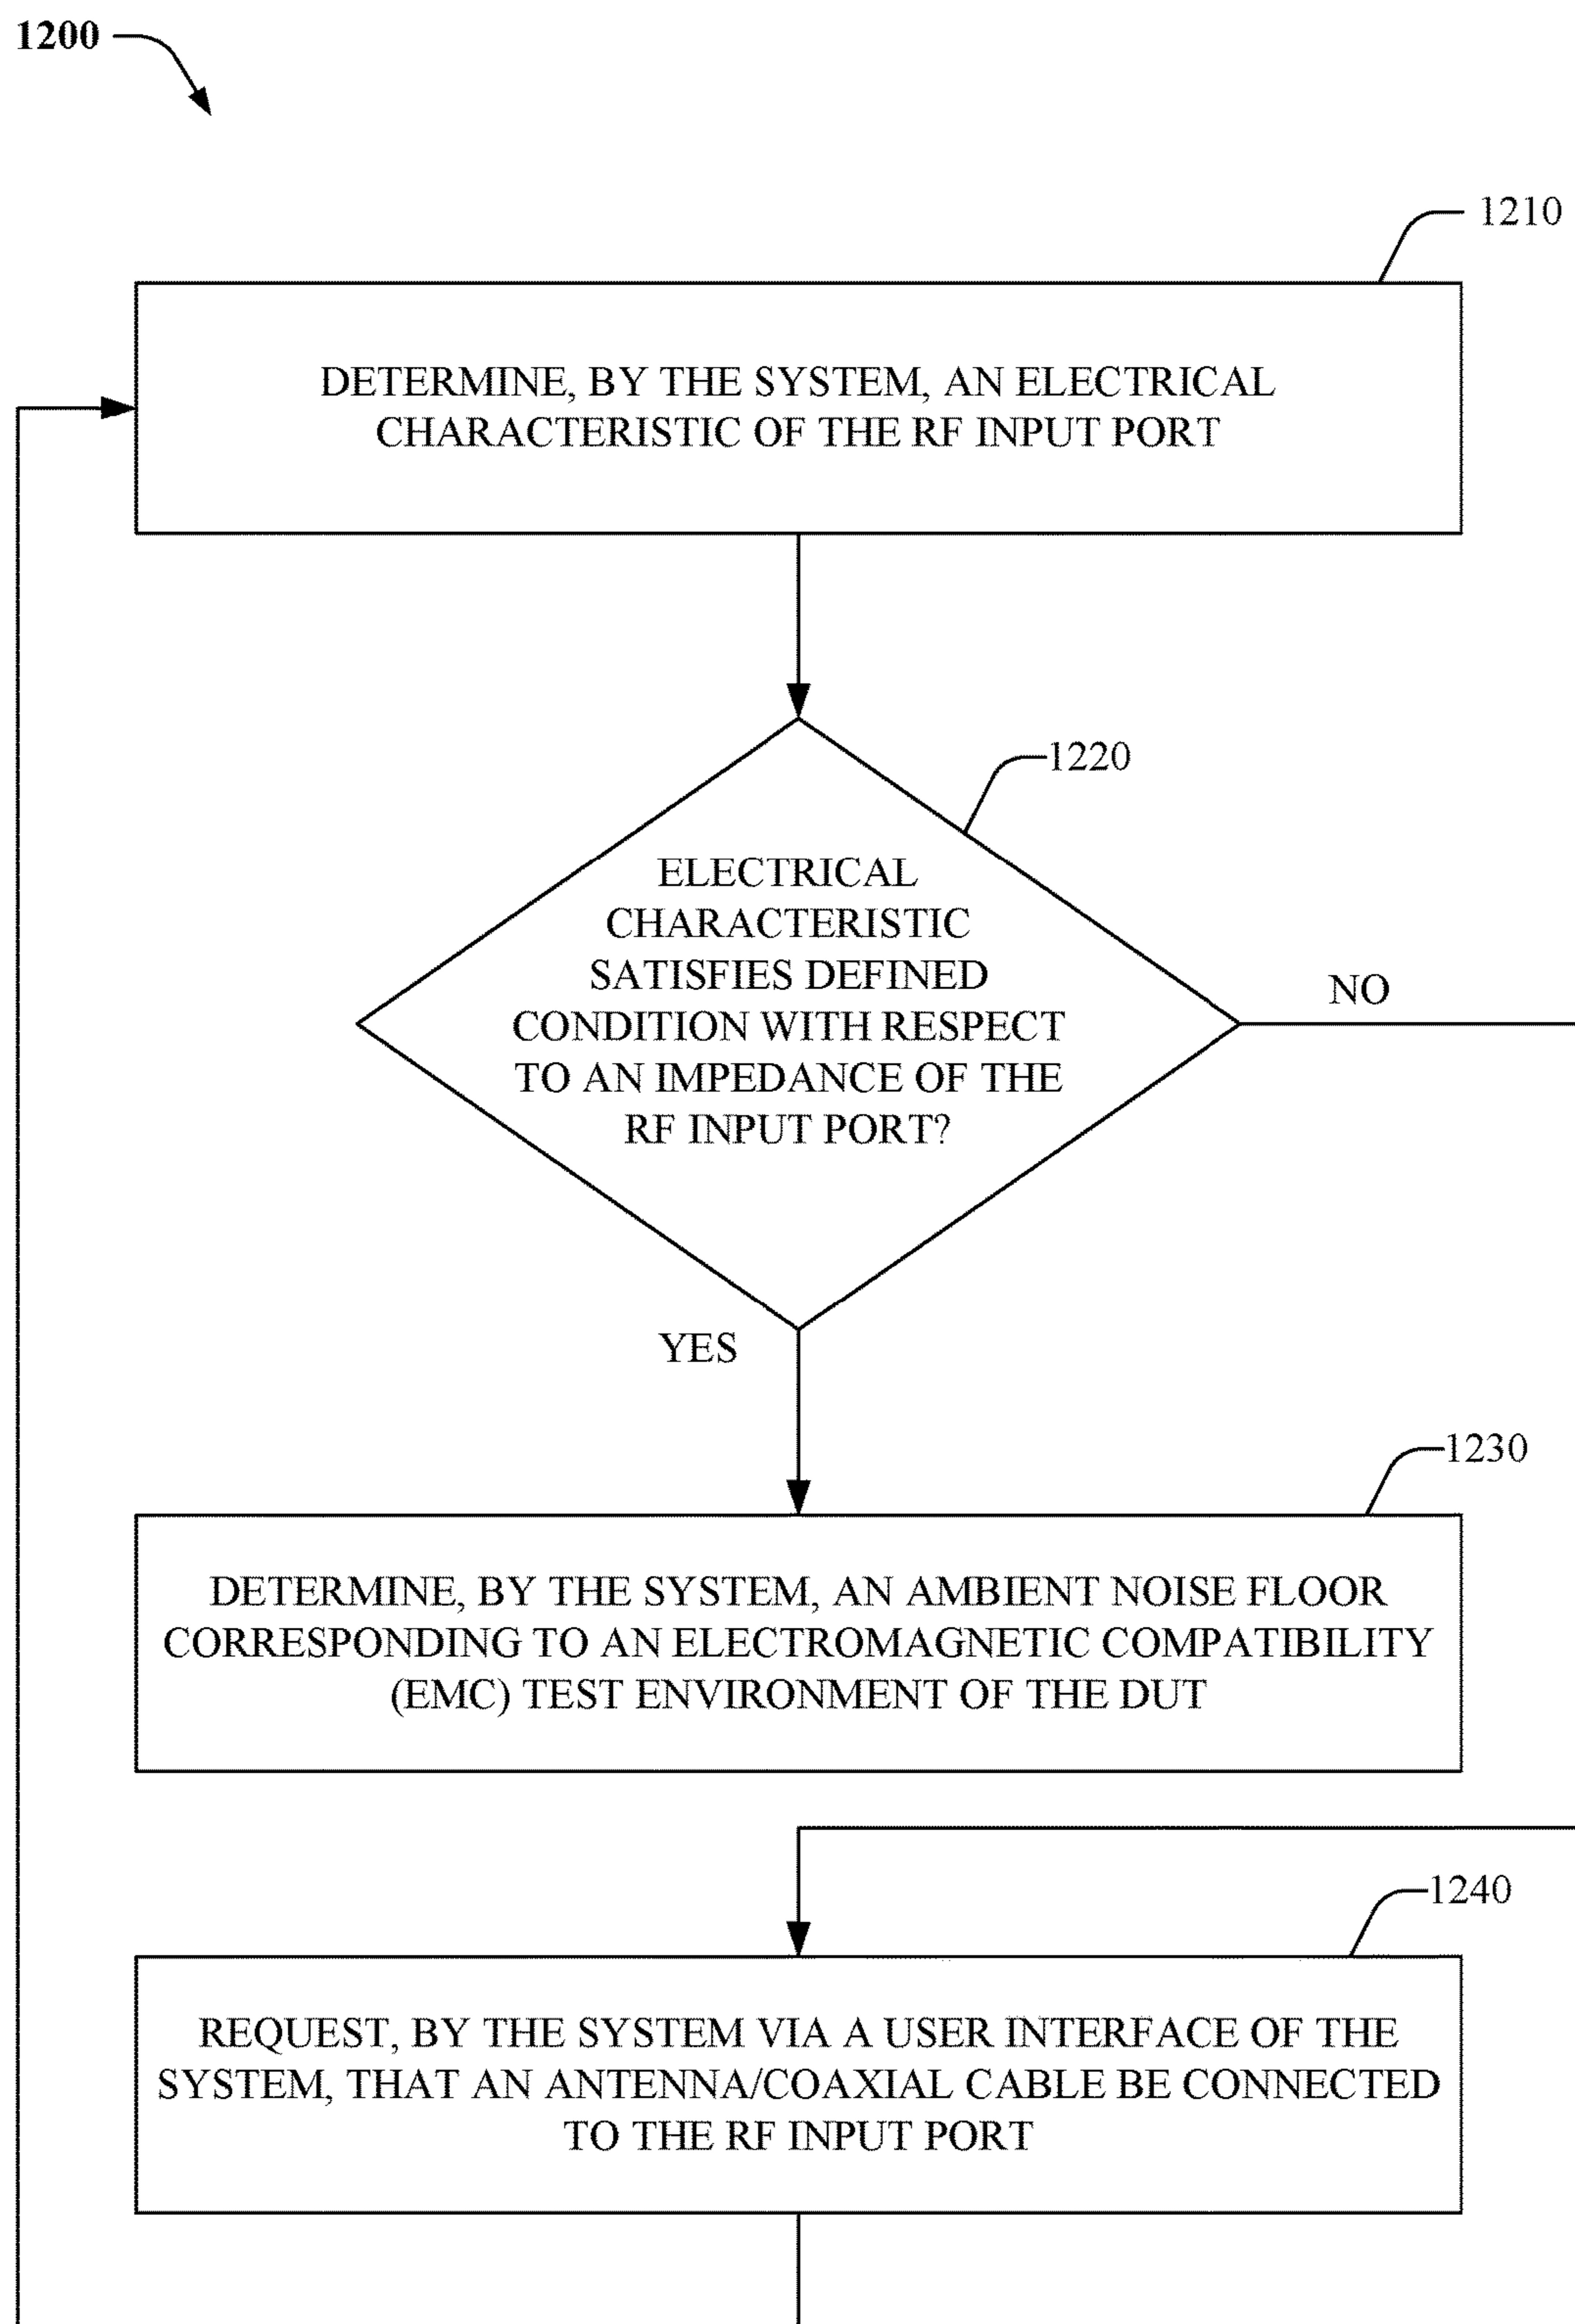 1200
1210
DETERMINE, BY THE SYSTEM, AN ELECTRICAL
CHARACTERISTIC OF THE RF INPUT PORT
1220
ELECTRICAL
CHARACTERISTIC
SATISFIES DEFINED
CONDITION WITH RESPECT
TO AN IMPEDANCE OF THE
RF INPUT PORT?
NO
YES
1230
DETERMINE, BY THE SYSTEM, AN AMBIENT NOISE FLOOR
CORRESPONDING TO AN ELECTROMAGNETIC COMPATIBILITY
(EMC) TEST ENVIRONMENT OF THE DUT
1240
REQUEST, BY THE SYSTEM VIA A USER INTERFACE OF THE
SYSTEM, THAT AN ANTENNA/COAXIAL CABLE BE CONNECTED
TO THE RF INPUT PORT